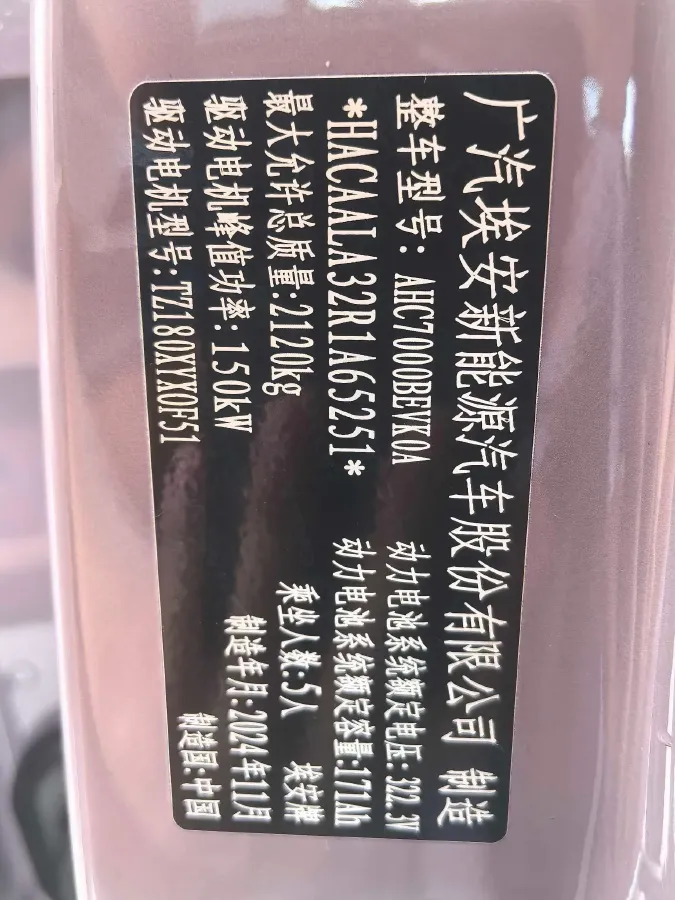 广汽埃安新能源汽车股份有限公司 制造
整车型号: AHC7000BEVK0A 动力电池系统额定电压: 322.3V
*HACAALA32R1A65251* 动力电池系统额定容量:171Ah
最大允许总质量:2120kg 乘坐人数:5人 埃安牌
驱动电机峰值功率:150kW 制造年月:2024年11月
驱动电机型号:TZ180XYX0F51 制造国:中国